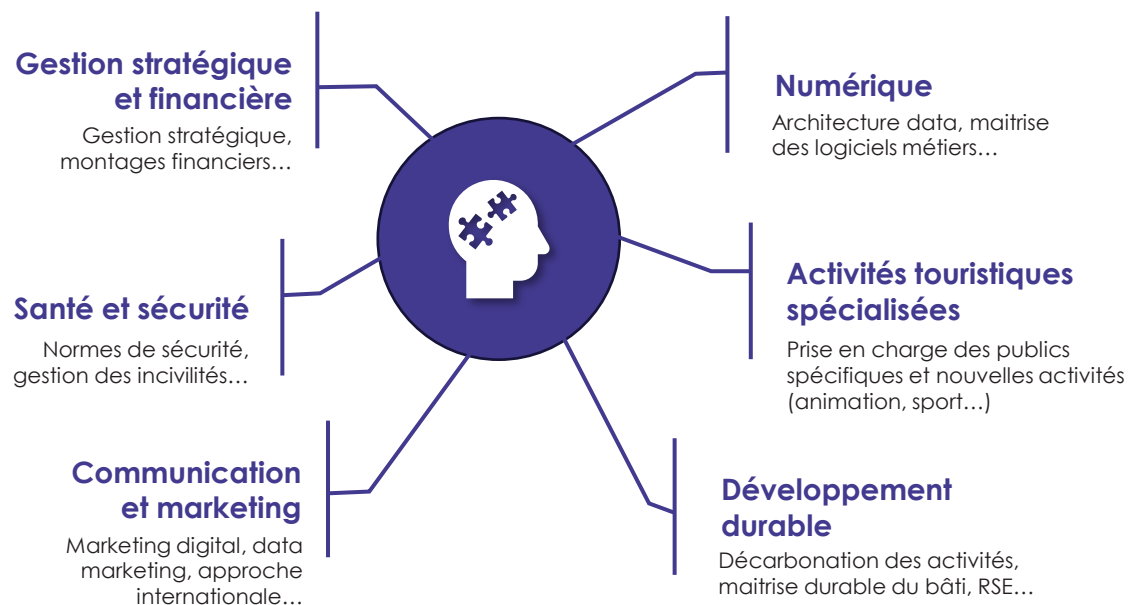 Gestion stratégique
et financière
Gestion stratégique,
montages financiers…
Numérique
Architecture data, maitrise
des logiciels métiers…
Santé et sécurité
Normes de sécurité,
gestion des incivilités…
Activités touristiques
spécialisées
Prise en charge des publics
spécifiques et nouvelles activités
(animation, sport…)
Communication
et marketing
Marketing digital, data
marketing, approche
internationale…
Développement
durable
Décarbonation des activités,
maitrise durable du bâti, RSE…